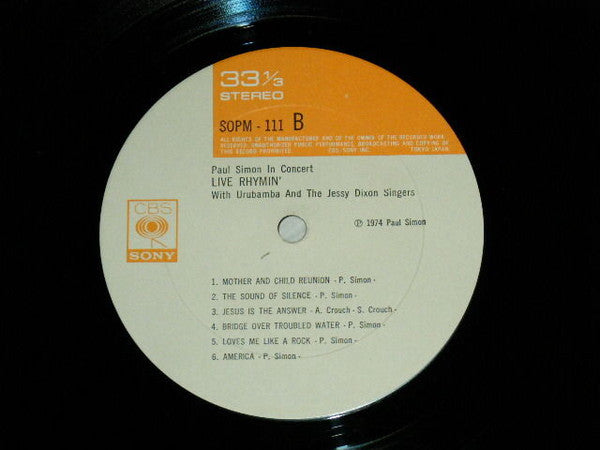 33 1/3
STEREO
SOPM - 111 B
ALL RIGHTS OF THE MANUFACTURER AND OF THE OWNER OF THE RECORDED WORK
RESERVED. UNAUTHORIZED PUBLIC PERFORMANCE, BROADCASTING AND COPYING OF
THIS RECORD PROHIBITED CBS/SONY INC. TOKYO JAPAN
Paul Simon In Concert
LIVE RHYMIN'
With Urubamba And The Jessy Dixon Singers
CBS
SONY
℗ 1974 Paul Simon
1. MOTHER AND CHILD REUNION - P. Simon -
2. THE SOUND OF SILENCE - P. Simon -
3. JESUS IS THE ANSWER - A. Crouch - S. Crouch -
4. BRIDGE OVER TROUBLED WATER - P. Simon -
5. LOVES ME LIKE A ROCK - P. Simon -
6. AMERICA - P. Simon -